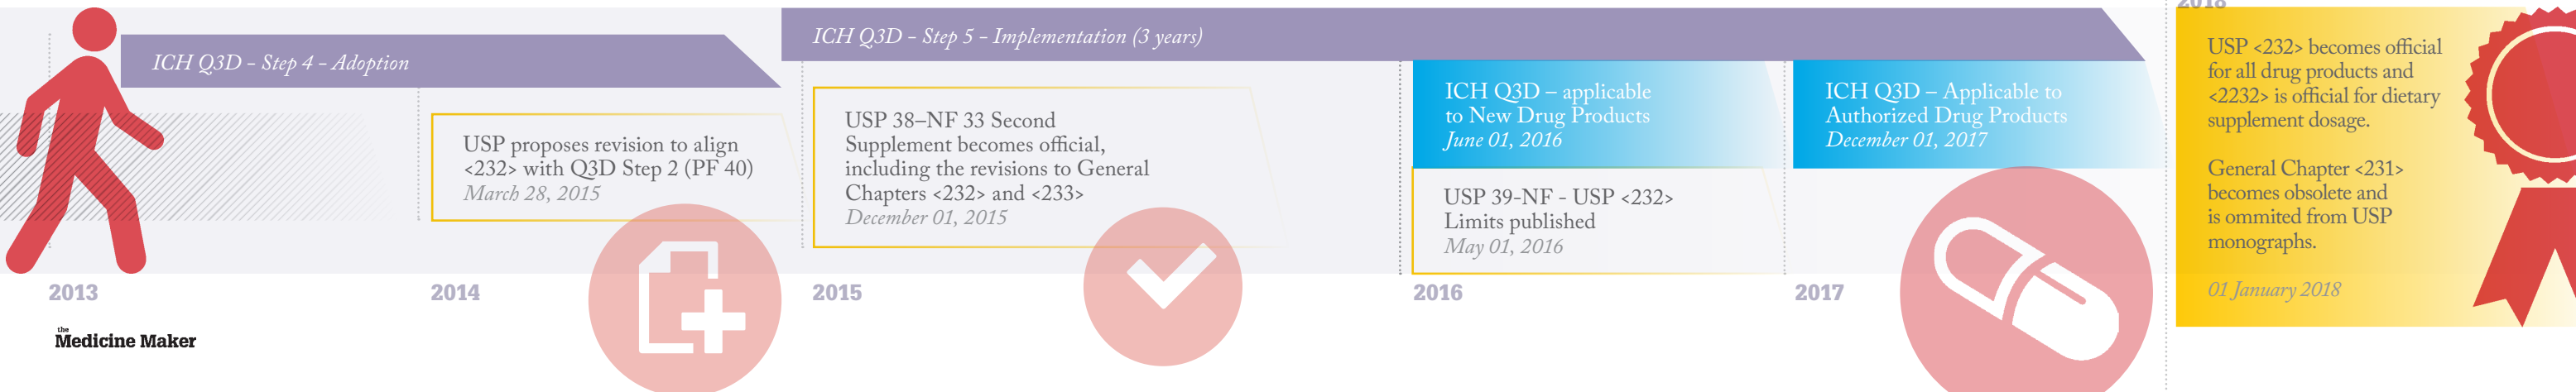 ICH Q3D - Step 4 - Adoption
ICH Q3D - Step 5 - Implementation (3 years)
USP proposes revision to align
<232> with Q3D Step 2 (PF 40)
March 28, 2015
USP 38–NF 33 Second
Supplement becomes official,
including the revisions to General
Chapters <232> and <233>
December 01, 2015
ICH Q3D – applicable
to New Drug Products
June 01, 2016
USP 39-NF - USP <232>
Limits published
May 01, 2016
ICH Q3D – Applicable to
Authorized Drug Products
December 01, 2017
2018
USP <232> becomes official
for all drug products and
<2232> is official for dietary
supplement dosage.
General Chapter <231>
becomes obsolete and
is ommited from USP
monographs.
01 January 2018
2013
2014
2015
2016
2017
the
Medicine Maker